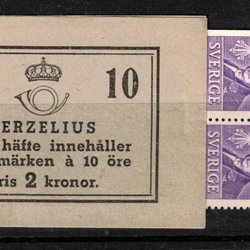 10
ERZELIUS
häfte innehåller
märken à 10 öre
ris 2 kronor.
SVERIGE
SVERIGE